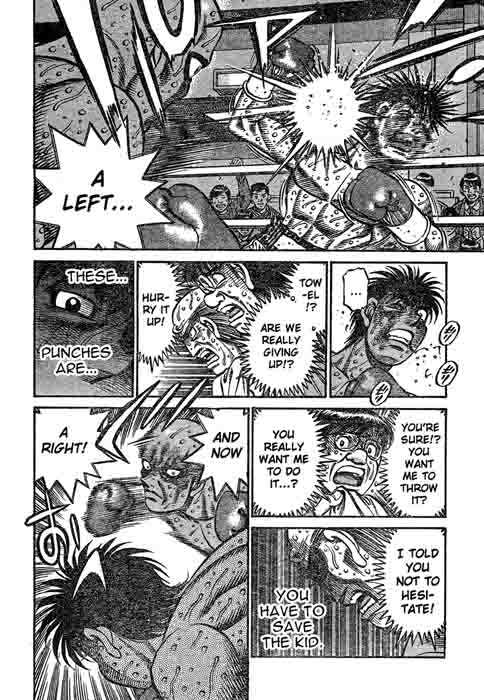 A
LEFT...
...
TOW
-EL!?
ARE WE
REALLY
GIVING
UP!?
HUR-
RY IT
UP!
THESE...
PUNCHES
ARE...
YOU'RE
SURE!?
YOU
WANT
ME TO
THROW
IT?
YOU
REALLY
WANT
ME TO
DO
IT...?
I TOLD
YOU
NOT TO
HESI-
TATE!
YOU
HAVE TO
SAVE
THE KID.
AND
NOW
A
RIGHT!